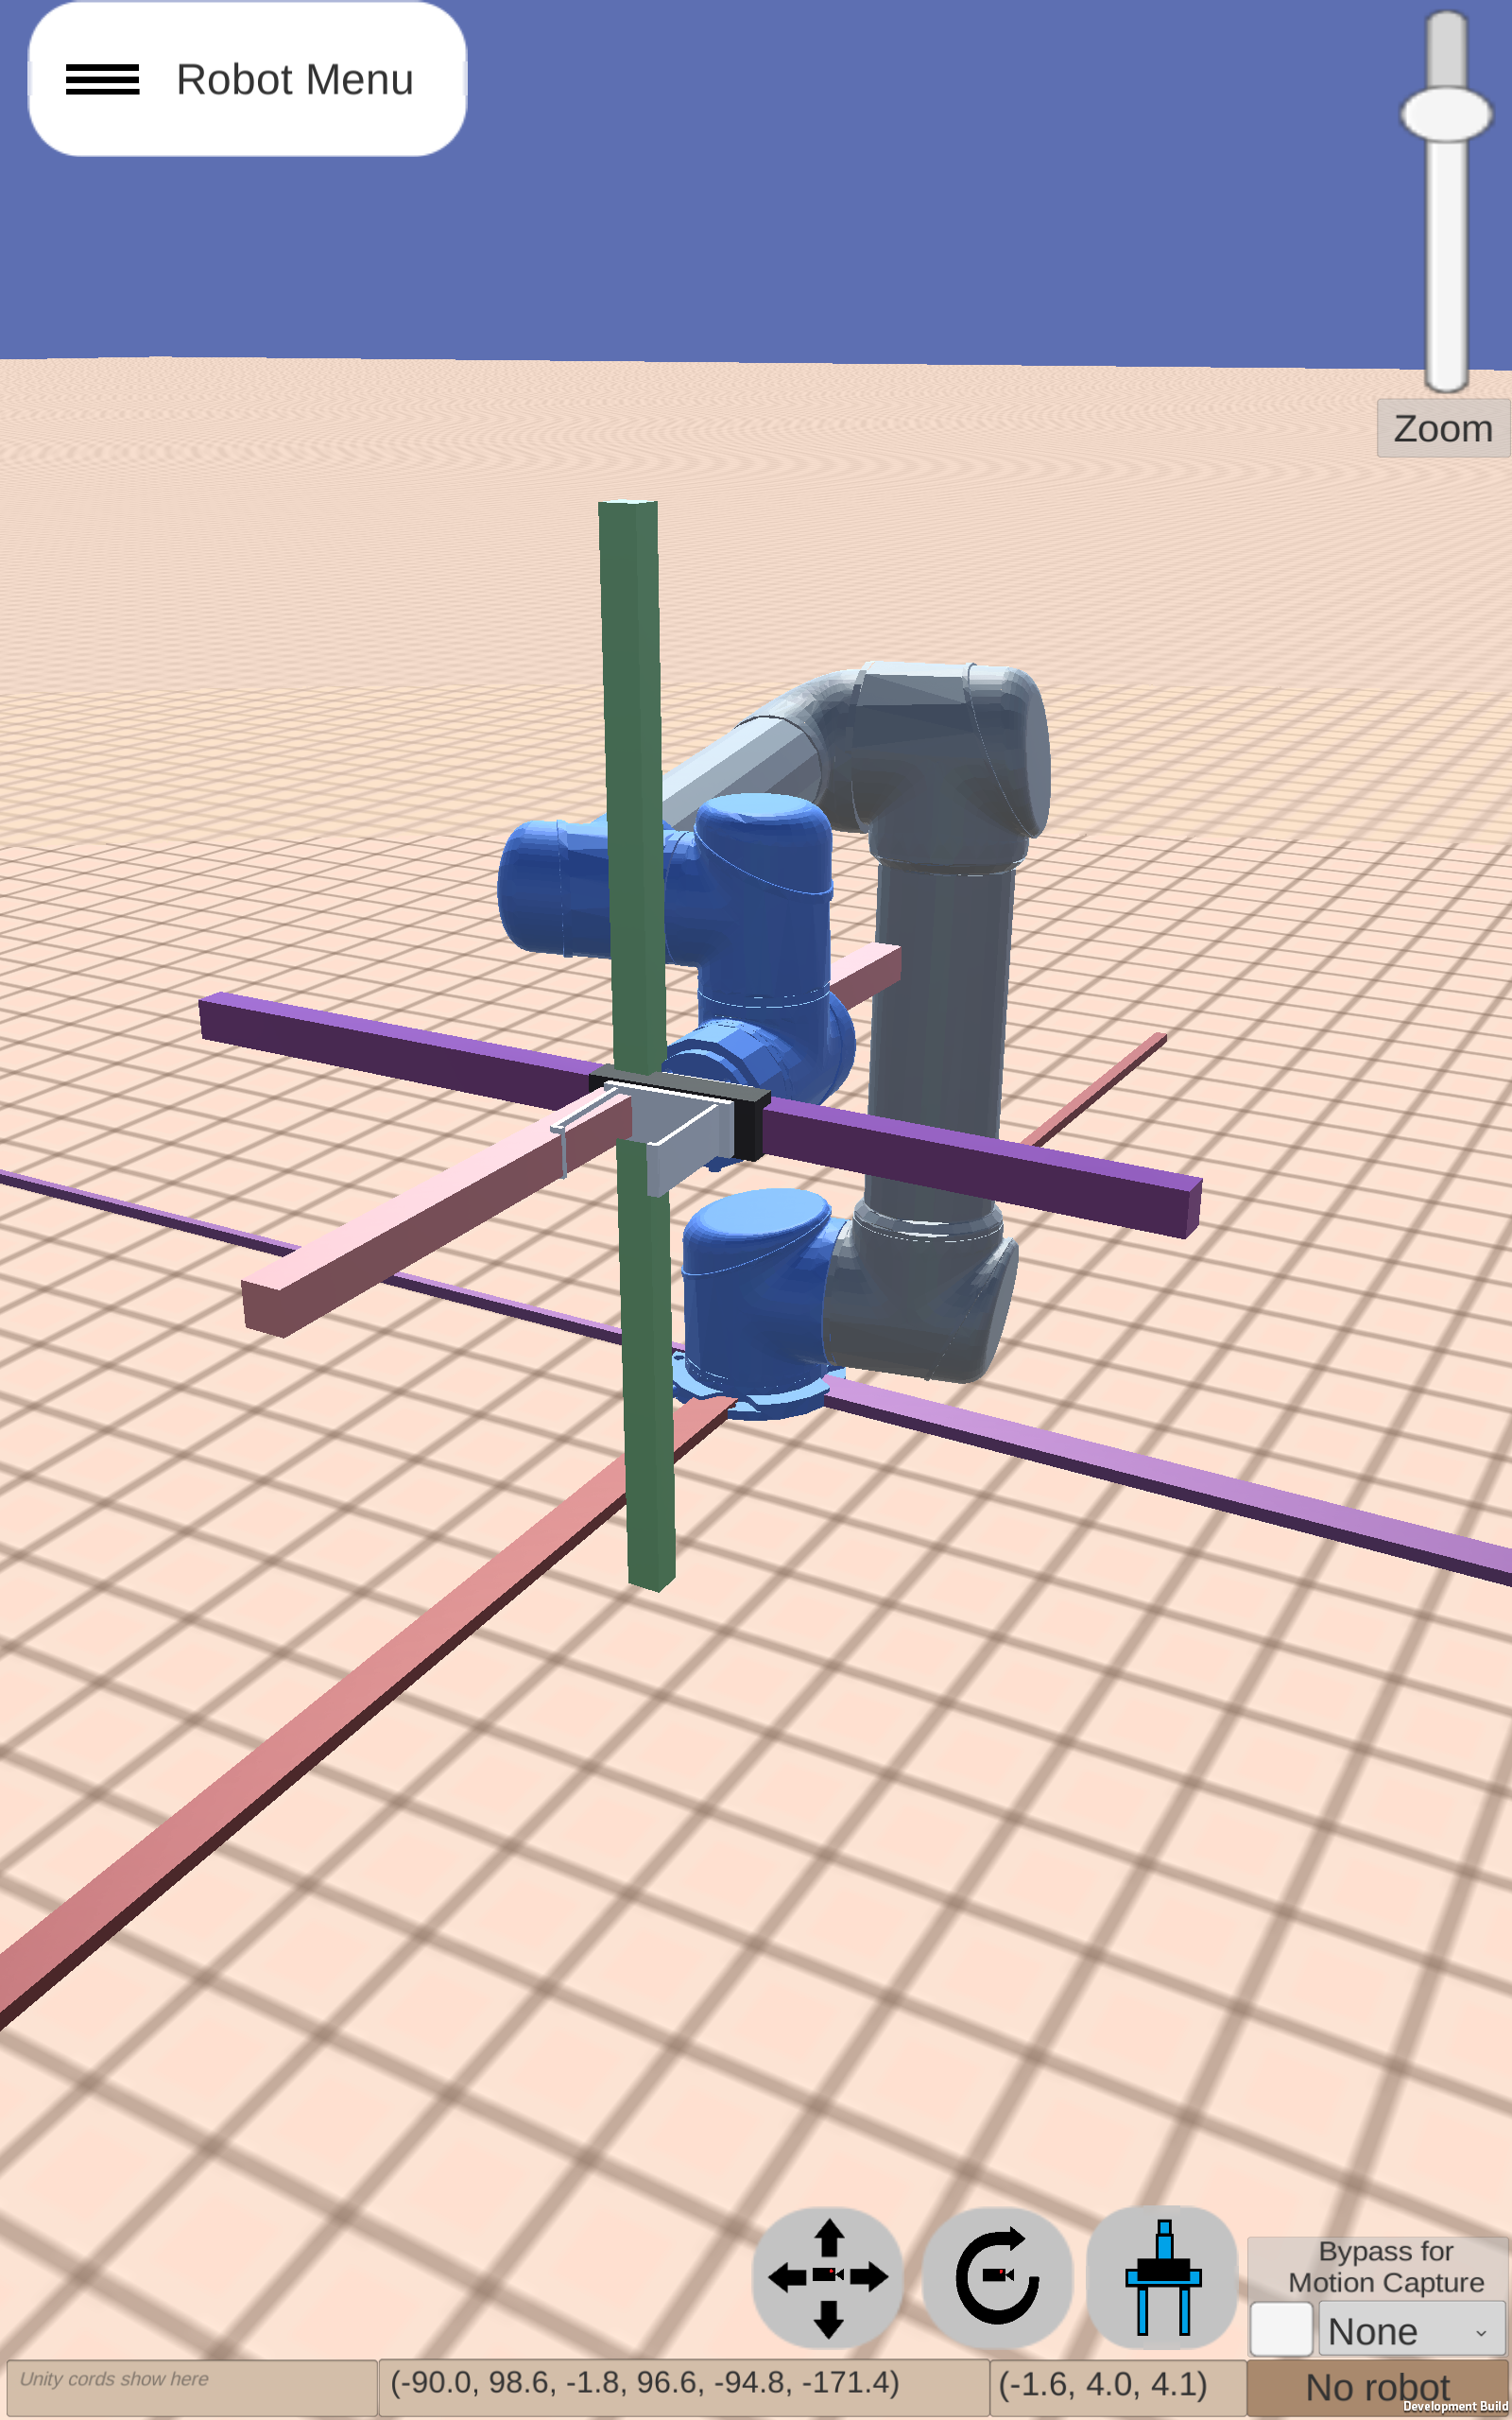 Robot Menu
Zoom
Bypass for
Motion Capture
None
Unity cords show here
(-90.0, 98.6, -1.8, 96.6, -94.8, -171.4)
(-1.6, 4.0, 4.1)
No robot
Development Build